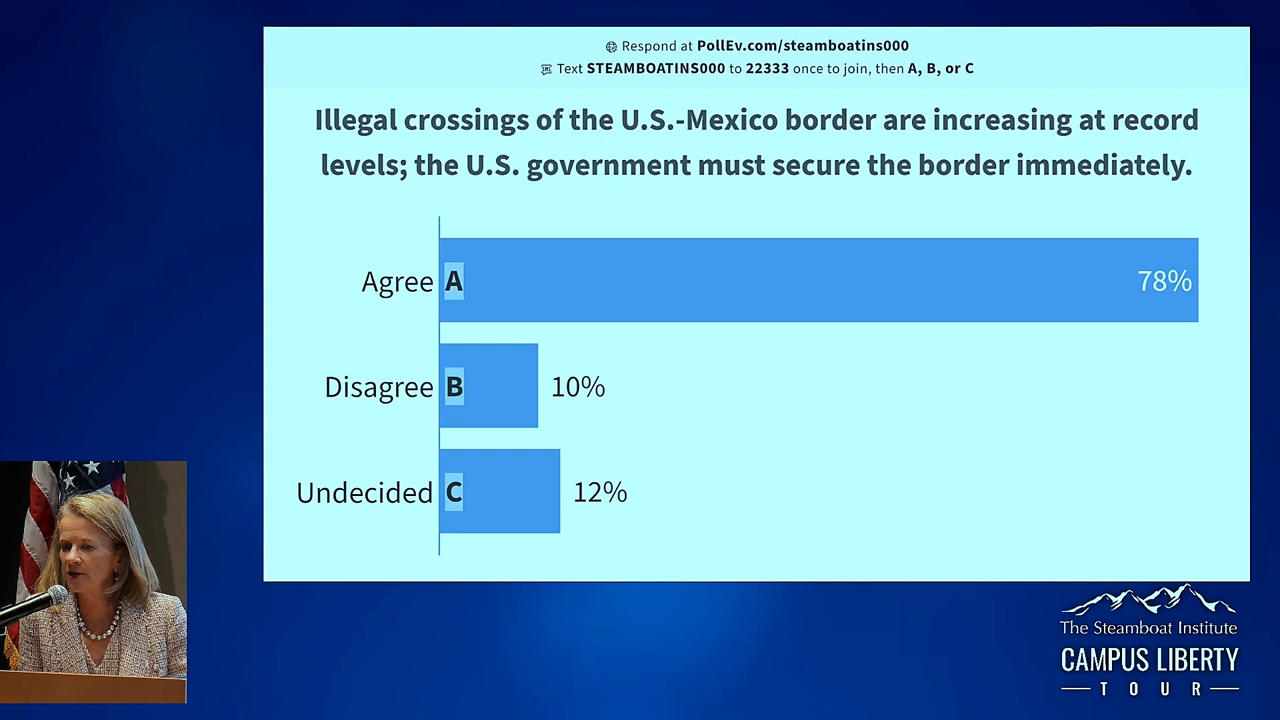 Respond at PollEv.com/steamboatins000
Text STEAMBOATINS000 to 22333 once to join, then A, B, or C
Illegal crossings of the U.S.-Mexico border are increasing at record
levels; the U.S. government must secure the border immediately.
Agree A 78%
Disagree B 10%
Undecided C 12%
The Steamboat Institute
CAMPUS LIBERTY
TOUR